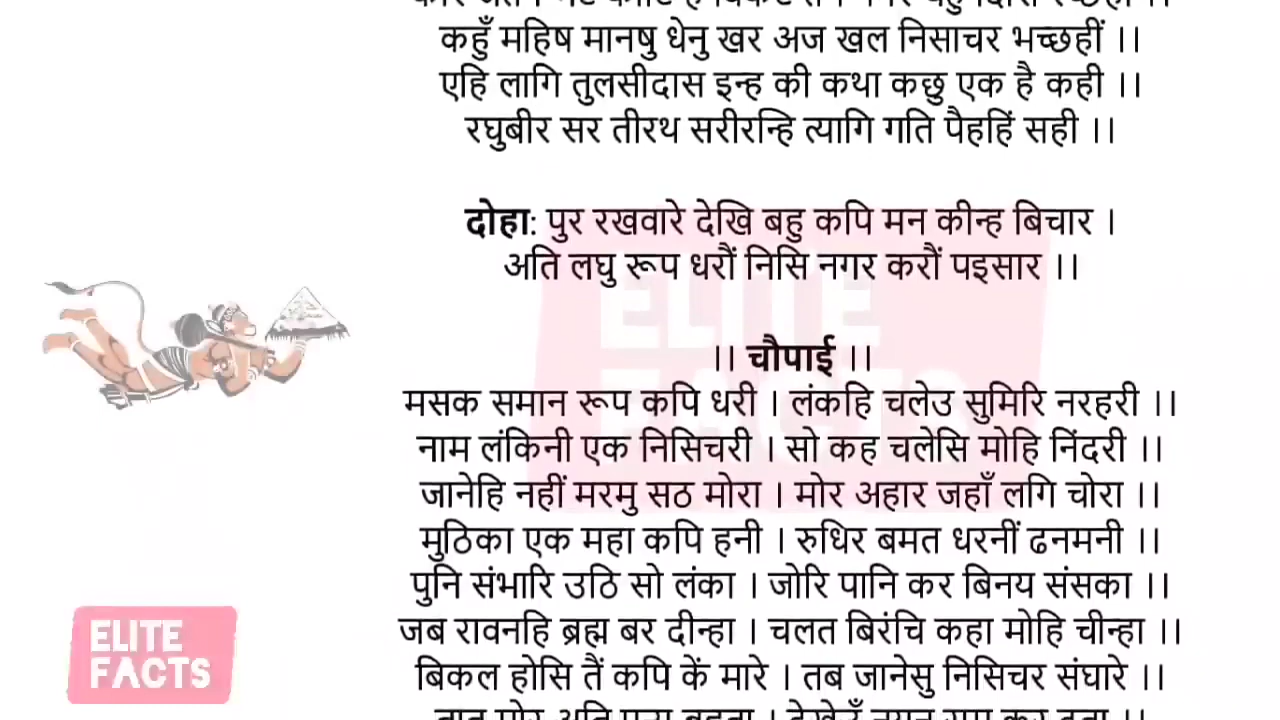 कहुँ महिष मानषु धेनु खर अज खल निसाचर भच्छहीं ।।
एहि लागि तुलसीदास इन्ह की कथा कछु एक है कही ।।
रघुबीर सर तीरथ सरीरन्हि त्यागि गति पैहहिं सही ।।
दोहा: पुर रखवारे देखि बहु कपि मन कीन्ह बिचार ।
अति लघु रूप धरौं निसि नगर करौं पइसार ।।
।। चौपाई ।।
मसक समान रूप कपि धरी । लंकहि चलेउ सुमिरि नरहरी ।।
नाम लंकिनी एक निसिचरी । सो कह चलेसि मोहि निंदरी ।।
जानेहि नहीं मरमु सठ मोरा । मोर अहार जहाँ लगि चोरा ।।
मुठिका एक महा कपि हनी । रुधिर बमत धरनीं ढनमनी ।।
पुनि संभारि उठि सो लंका । जोरि पानि कर बिनय संसका ।।
जब रावनहि ब्रह्म बर दीन्हा । चलत बिरंचि कहा मोहि चीन्हा ।।
बिकल होसि तैं कपि कें मारे । तब जानेसु निसिचर संघारे ।।
ELITE
FACTS
ELITE
FACTS